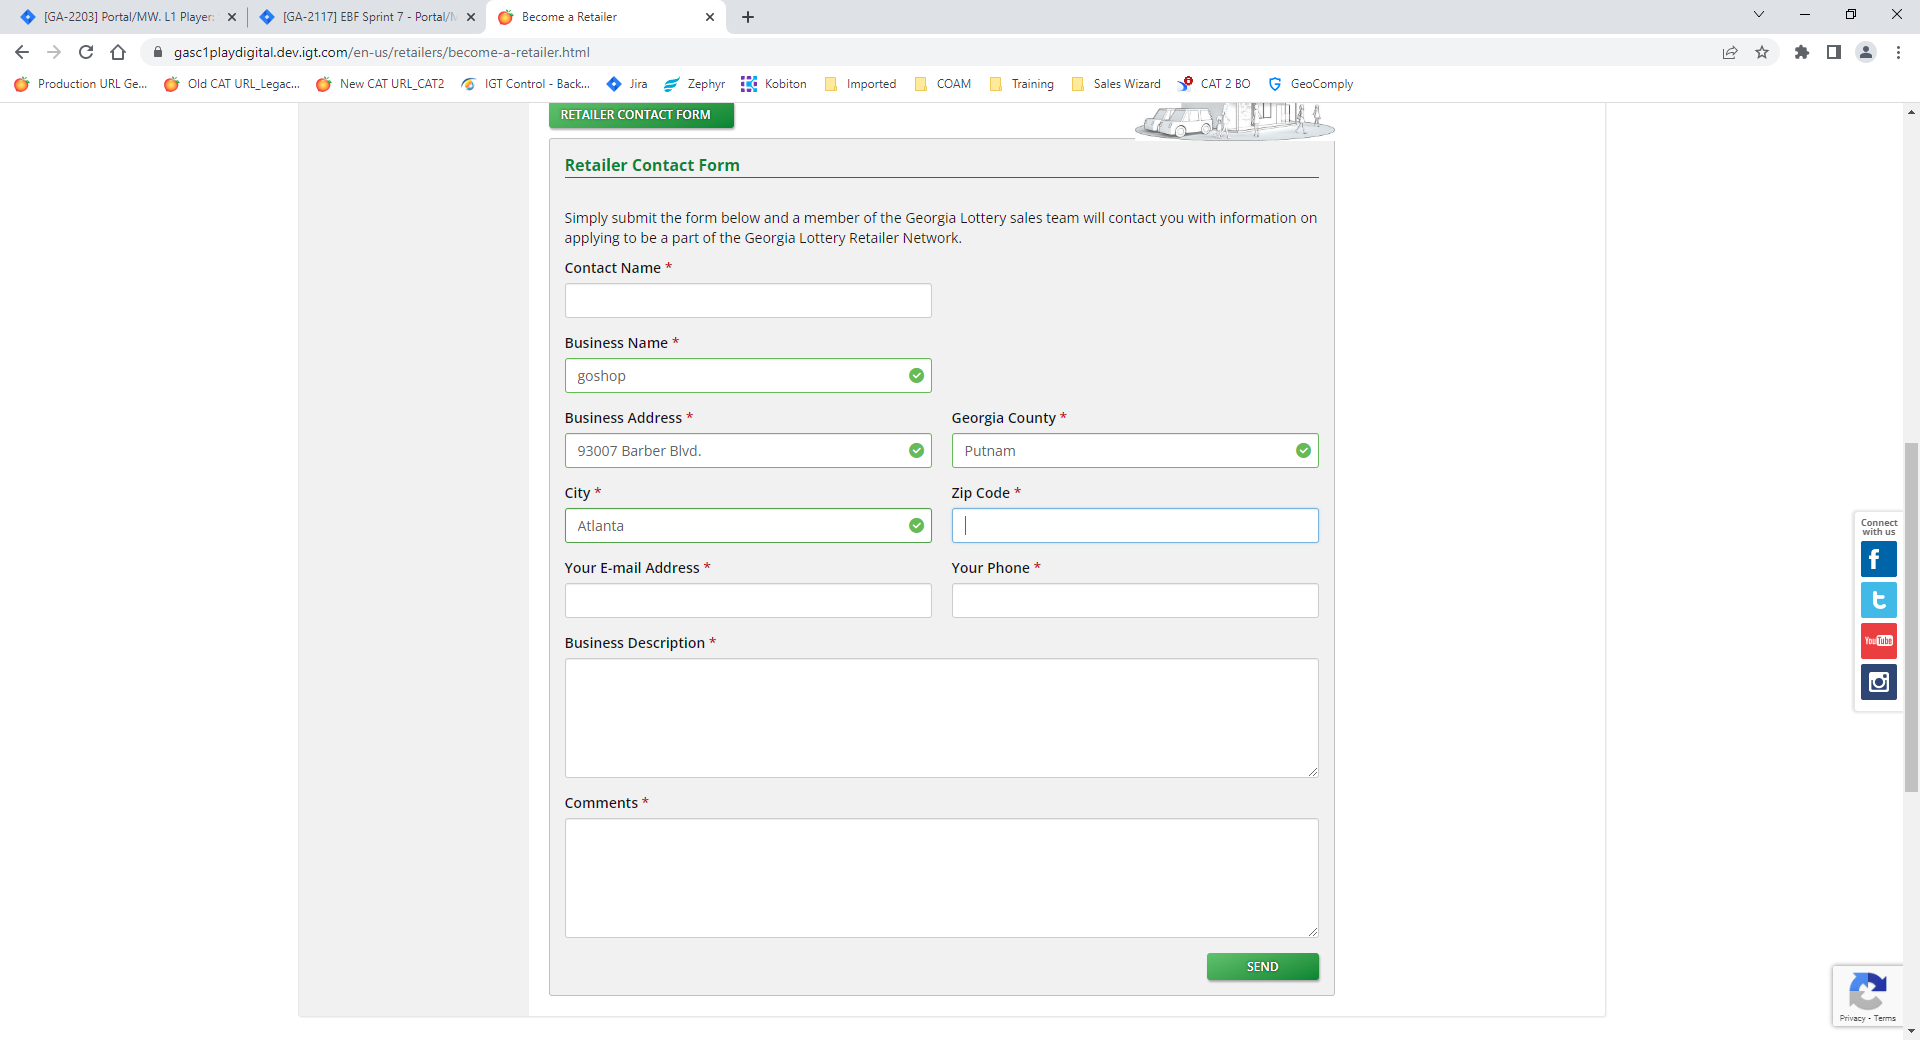 [GA-2203] Portal/MW. L1 Player:
[GA-2117] EBF Sprint 7 - Portal/M
Become a Retailer
gasc1playdigital.dev.igt.com/en-us/retailers/become-a-retailer.html
Production URL Ge...
Old CAT URL_Legac...
New CAT URL_CAT2
IGT Control - Back...
Jira
Zephyr
Kobiton
Imported
COAM
Training
Sales Wizard
CAT 2 BO
GeoComply
RETAILER CONTACT FORM
Retailer Contact Form
Simply submit the form below and a member of the Georgia Lottery sales team will contact you with information on
applying to be a part of the Georgia Lottery Retailer Network.
Contact Name *
Business Name *
goshop
Business Address *
Georgia County *
93007 Barber Blvd.
Putnam
City *
Zip Code *
Atlanta
Your E-mail Address *
Your Phone *
Business Description *
Comments *
SEND
Connect
with us
f
t
YouTube
Privacy - Terms